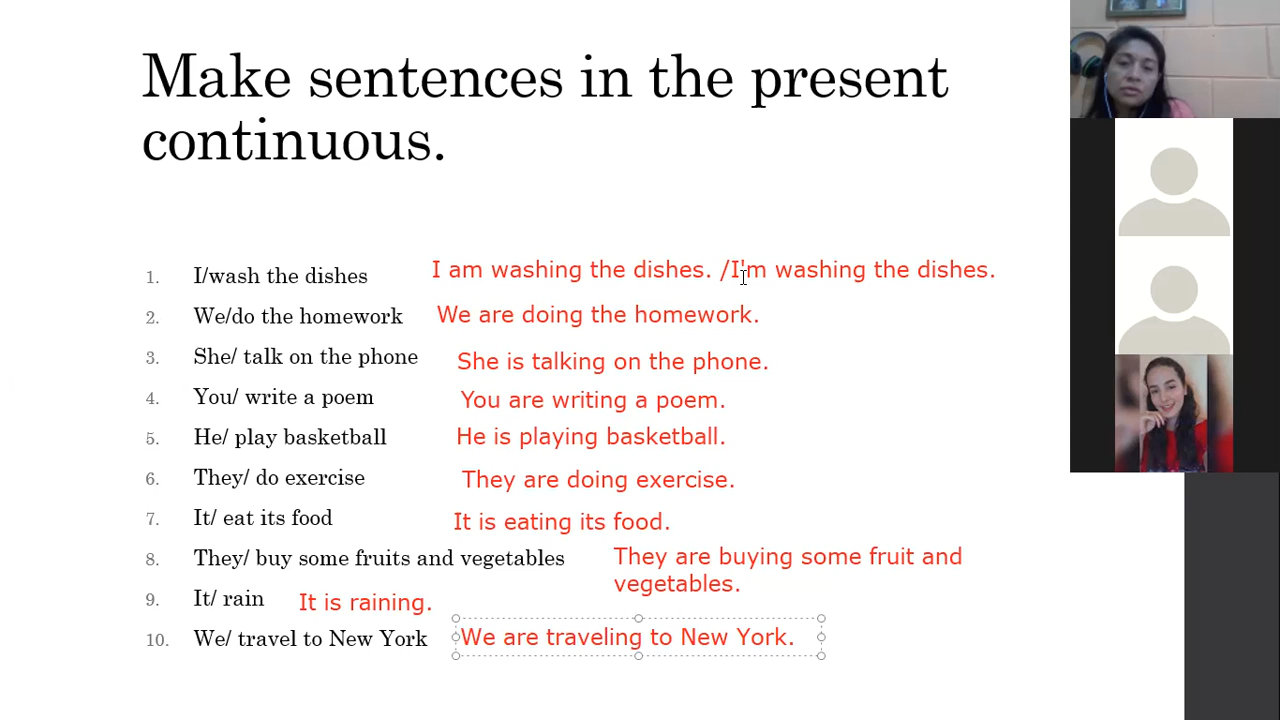 Make sentences in the present
continuous.
1. I/wash the dishes I am washing the dishes. /I'm washing the dishes.
2. We/do the homework We are doing the homework.
3. She/ talk on the phone She is talking on the phone.
4. You/ write a poem You are writing a poem.
5. He/ play basketball He is playing basketball.
6. They/ do exercise They are doing exercise.
7. It/ eat its food It is eating its food.
8. They/ buy some fruits and vegetables They are buying some fruit and
vegetables.
9. It/ rain It is raining.
10. We/ travel to New York We are traveling to New York.